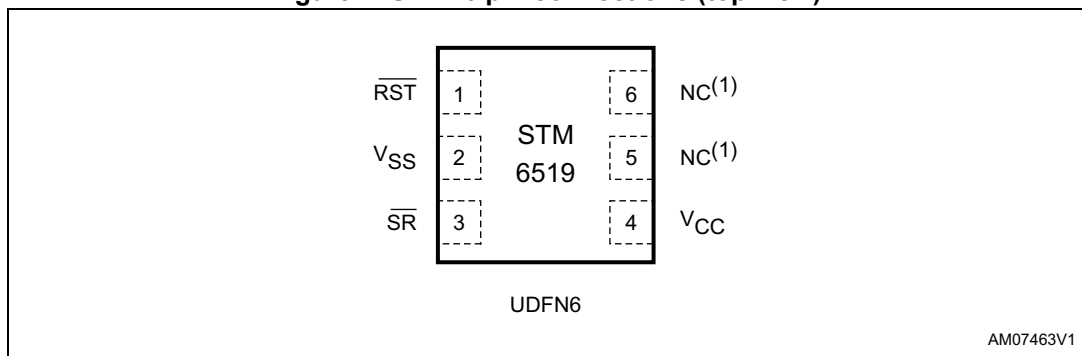 RST 1 6 NC(1)
STM
VSS 2 5 NC(1)
6519
SR 3 4 VCC
UDFN6
AM07463V1